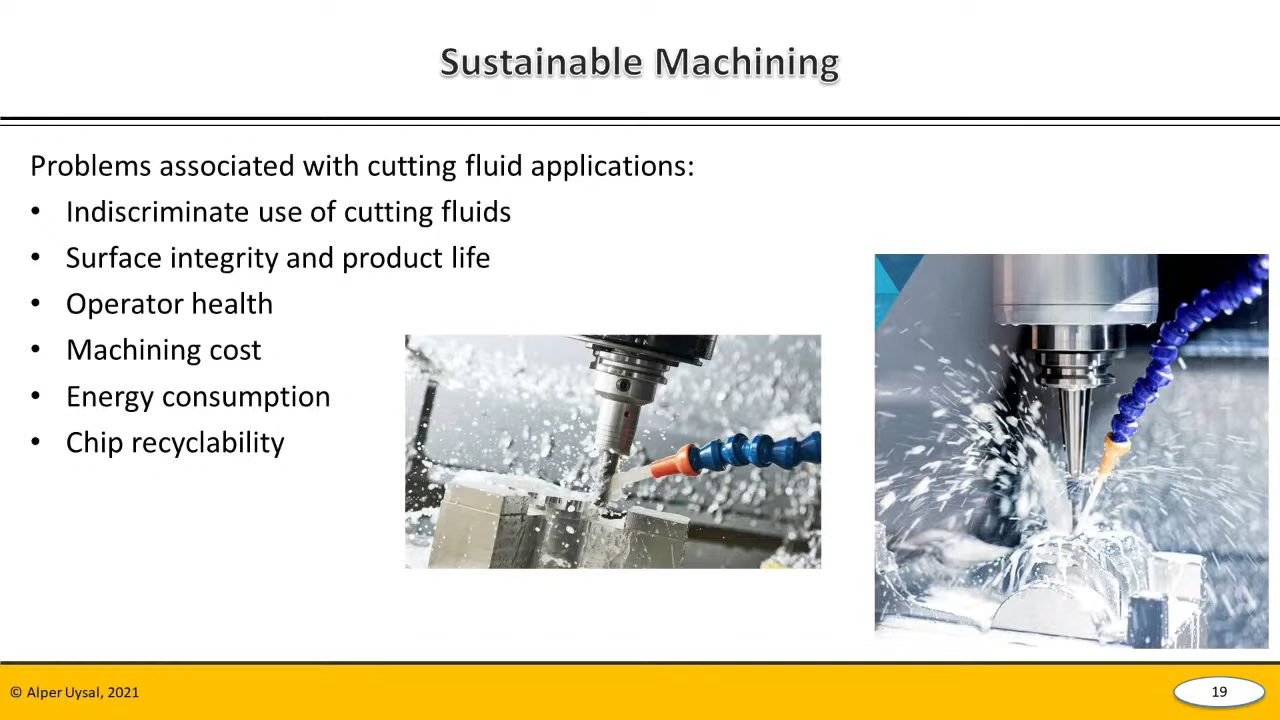 Sustainable Machining
Problems associated with cutting fluid applications:
• Indiscriminate use of cutting fluids
• Surface integrity and product life
• Operator health
• Machining cost
• Energy consumption
• Chip recyclability
© Alper Uysal, 2021
19